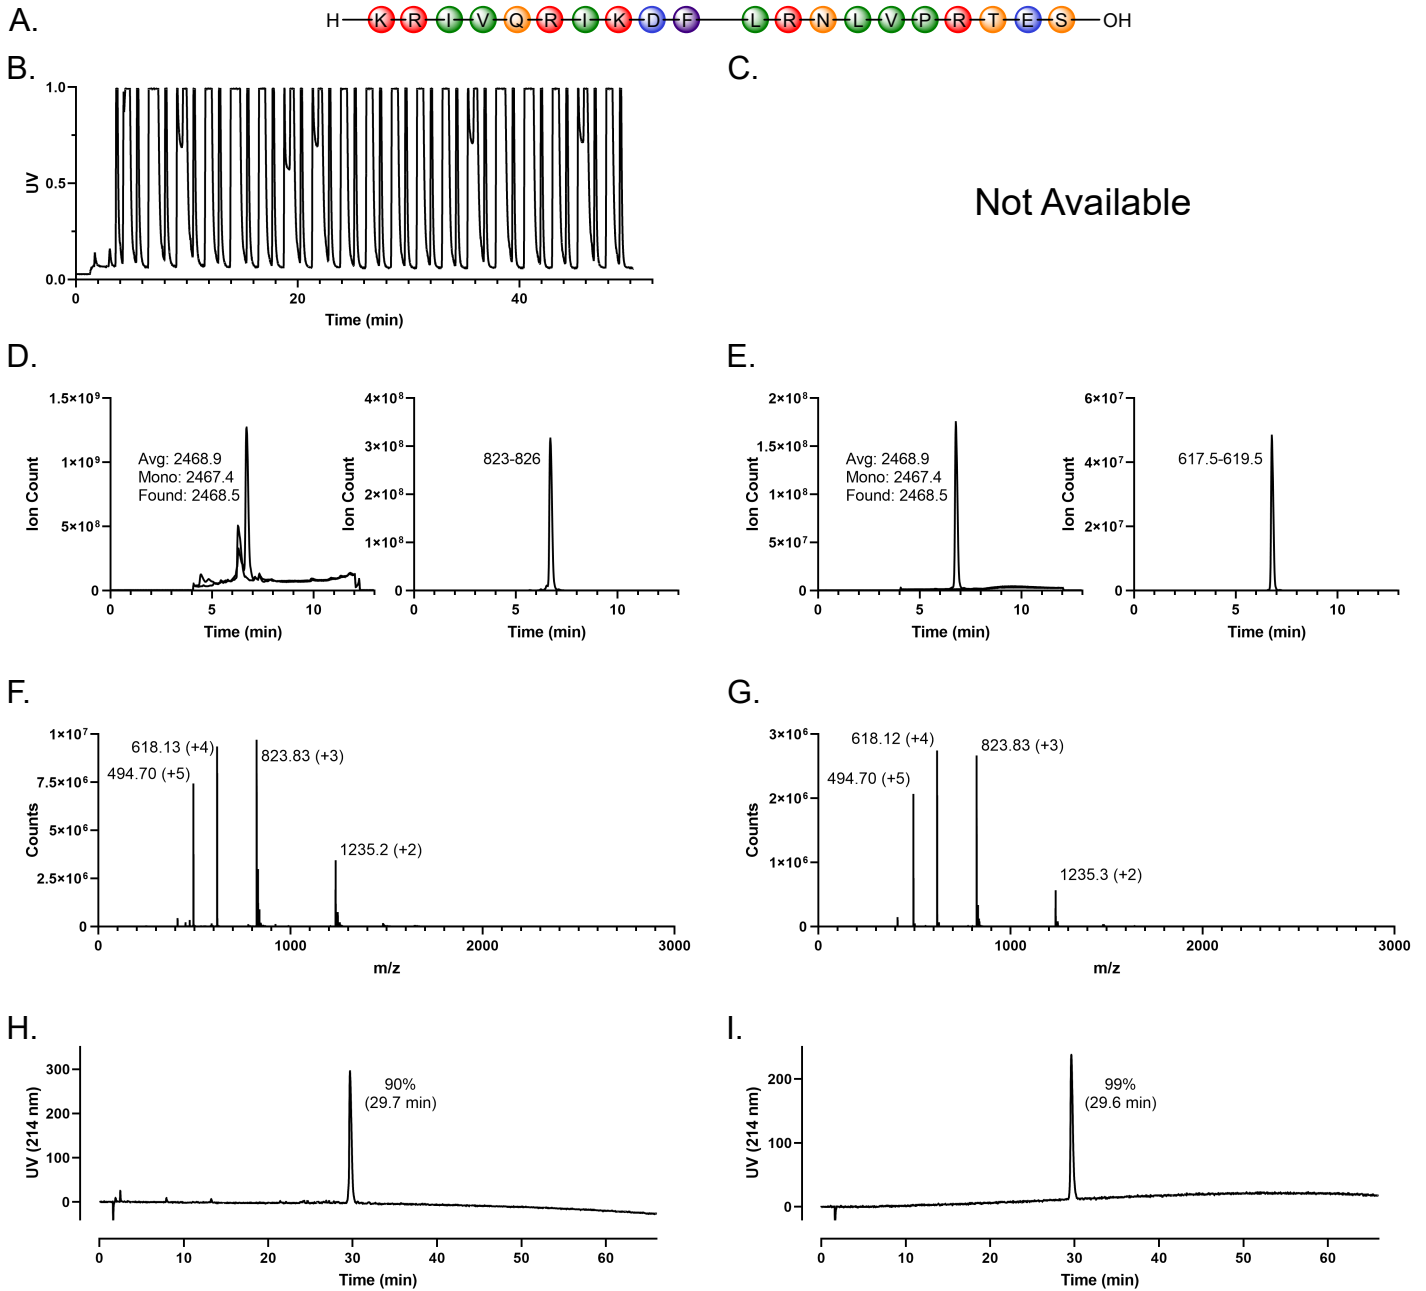 A.
H K R I V Q R I K D F L R N L V P R T E S OH
B.
1.0
0.5
0.0
UV
0 20 40
Time (min)
C.
Not Available
D.
1.5×10⁹
1×10⁹
5×10⁸
0
Ion Count
Avg: 2468.9
Mono: 2467.4
Found: 2468.5
0 5 10
Time (min)
4×10⁸
3×10⁸
2×10⁸
1×10⁸
0
Ion Count
823-826
0 5 10
Time (min)
E.
2×10⁸
1.5×10⁸
1×10⁸
5×10⁷
0
Ion Count
Avg: 2468.9
Mono: 2467.4
Found: 2468.5
0 5 10
Time (min)
6×10⁷
4×10⁷
2×10⁷
0
Ion Count
617.5-619.5
0 5 10
Time (min)
F.
1×10⁷
7.5×10⁶
5×10⁶
2.5×10⁶
0
Counts
618.13 (+4)
823.83 (+3)
494.70 (+5)
1235.2 (+2)
0 1000 2000 3000
m/z
G.
3×10⁶
2×10⁶
1×10⁶
0
Counts
618.12 (+4)
823.83 (+3)
494.70 (+5)
1235.3 (+2)
0 1000 2000 3000
m/z
H.
300
200
100
0
UV (214 nm)
90%
(29.7 min)
0 10 20 30 40 50 60
Time (min)
I.
200
100
0
UV (214 nm)
99%
(29.6 min)
0 10 20 30 40 50 60
Time (min)